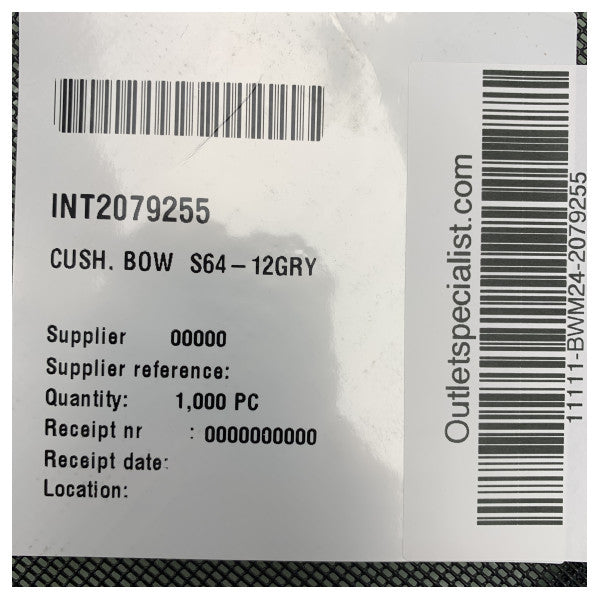 INT2079255
CUSH. BOW S64-12GRY
Supplier 00000
Supplier reference:
Quantity: 1,000 PC
Receipt nr : 0000000000
Receipt date:
Location:
Outletspecialist.com
11111-BWM24-2079255